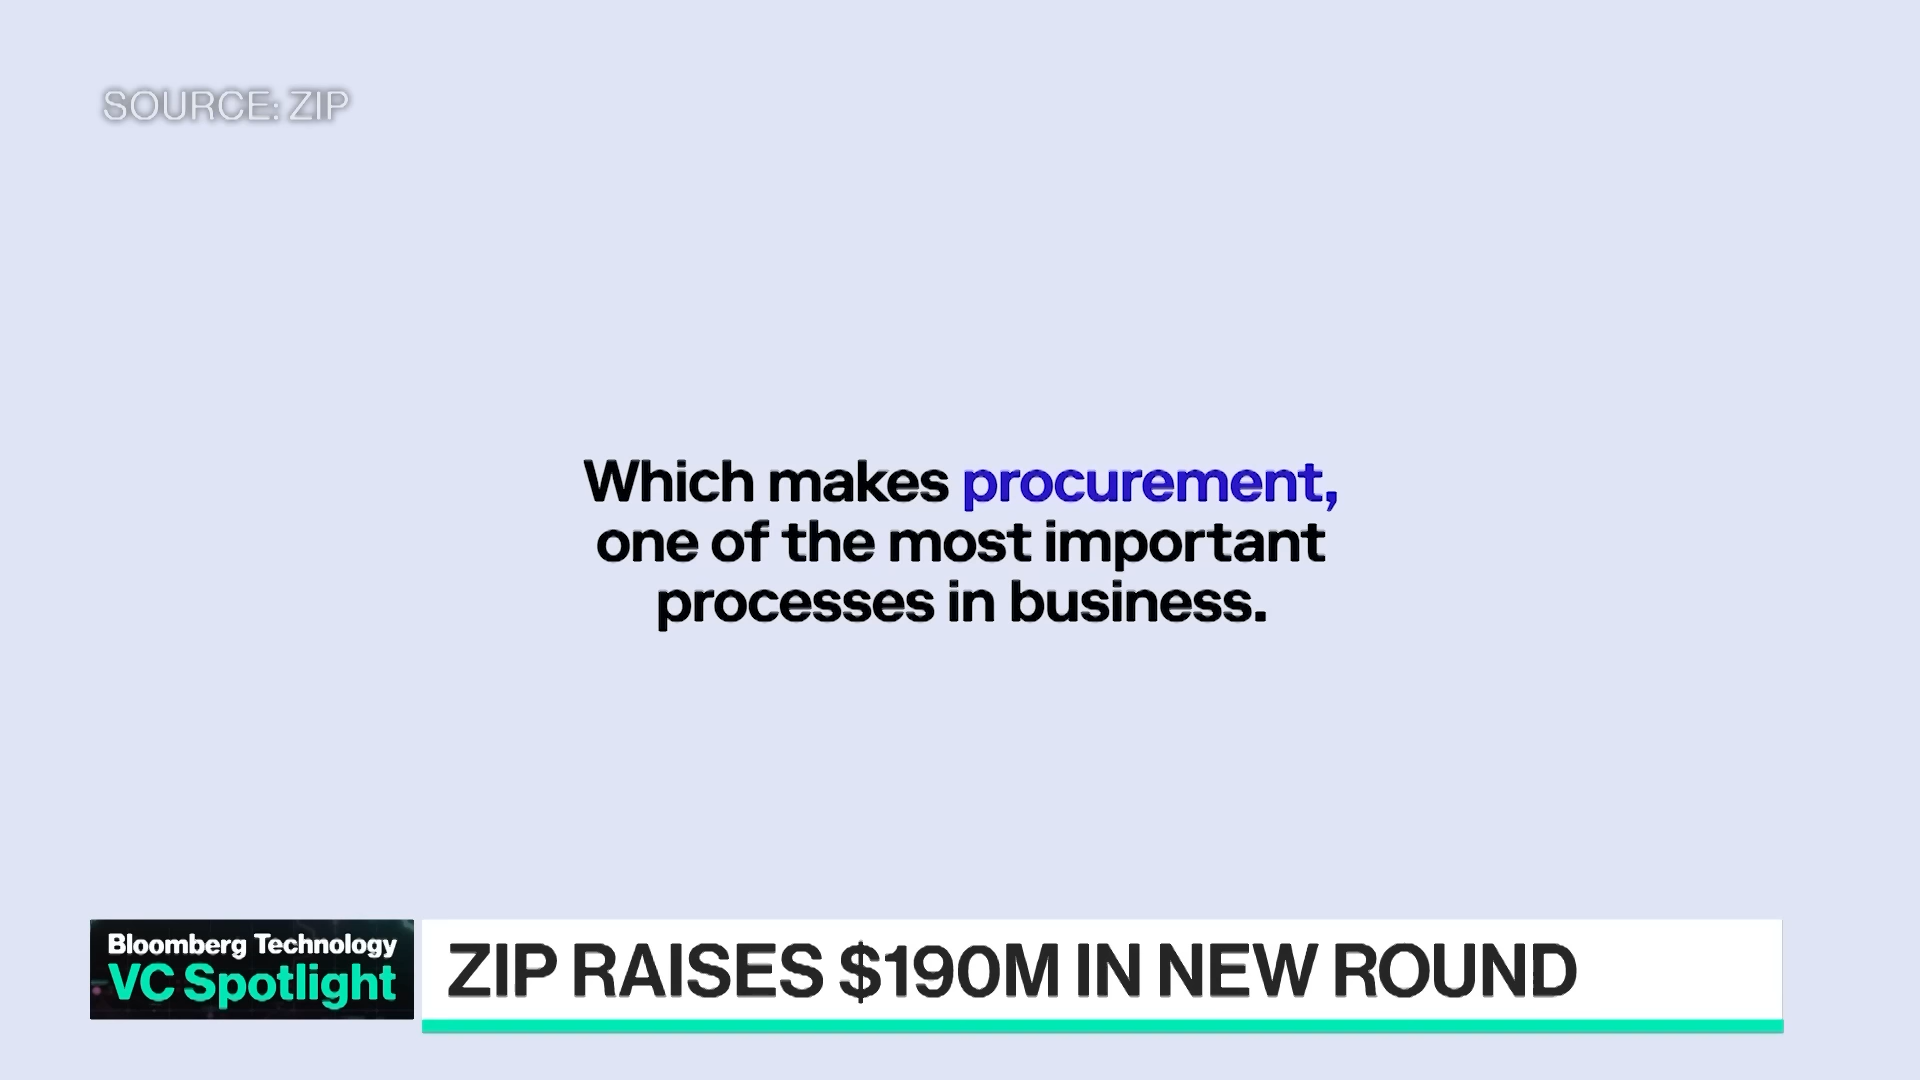 SOURCE: ZIP
Which makes procurement,
one of the most important
processes in business.
Bloomberg Technology
VC Spotlight
ZIP RAISES $190M IN NEW ROUND